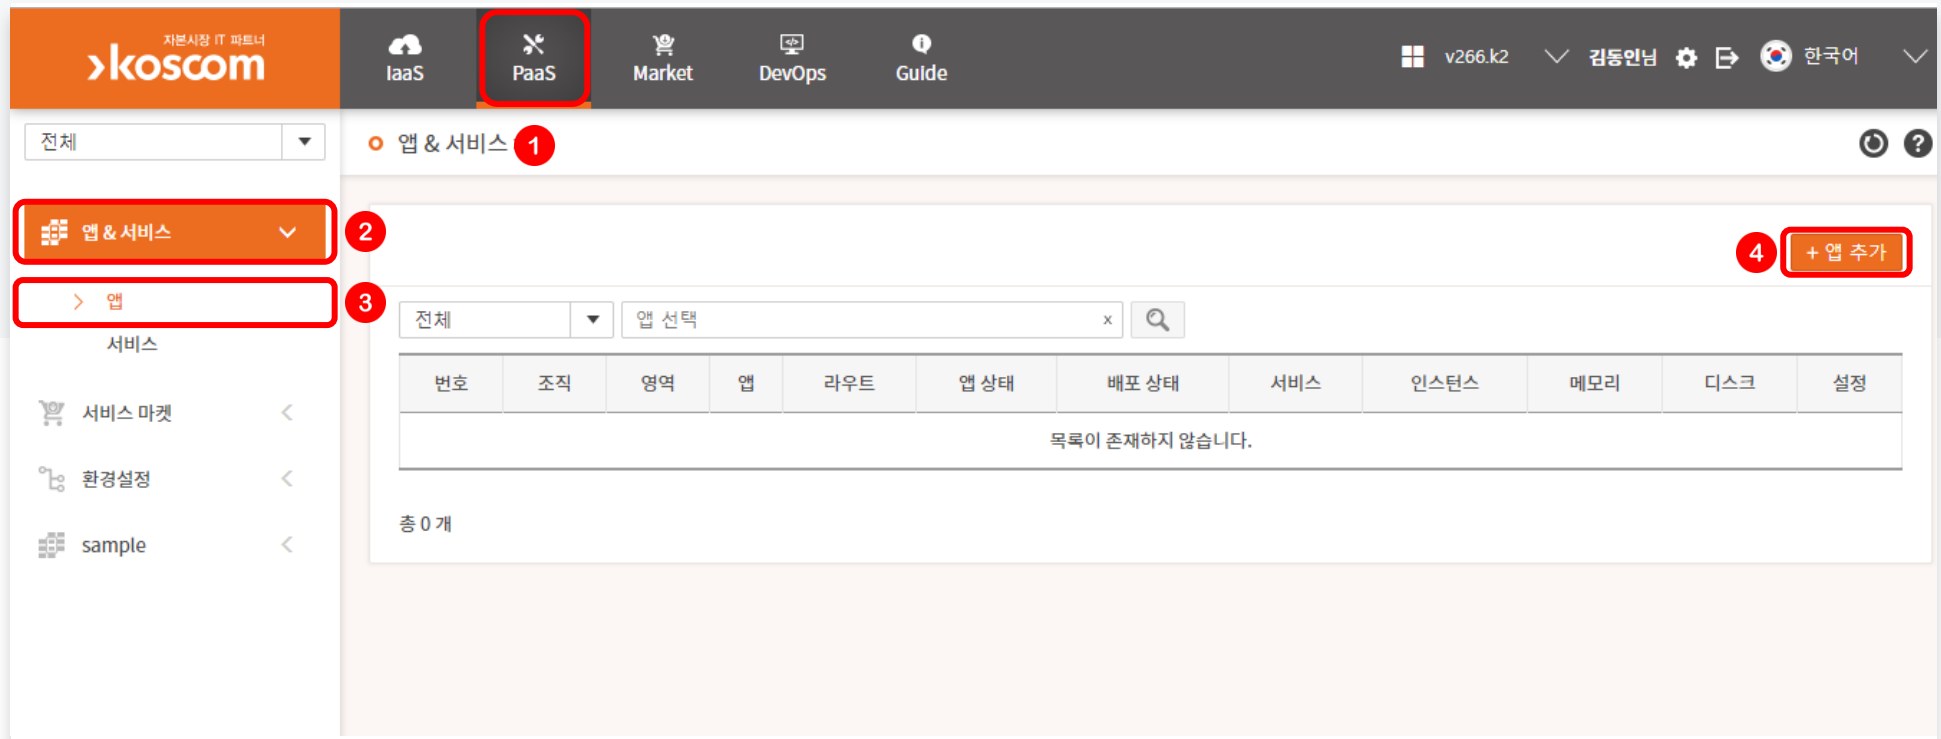 자본시장 IT 파트너
koscom
IaaS
PaaS
Market
DevOps
Guide
v266.k2
김동인님
한국어
전체
앱 & 서비스
1
앱 & 서비스
2
앱
3
서비스
서비스 마켓
환경설정
sample
4
+ 앱 추가
전체
앱 선택
x
번호 조직 영역 앱 라우트 앱 상태 배포 상태 서비스 인스턴스 메모리 디스크 설정
목록이 존재하지 않습니다.
총 0 개